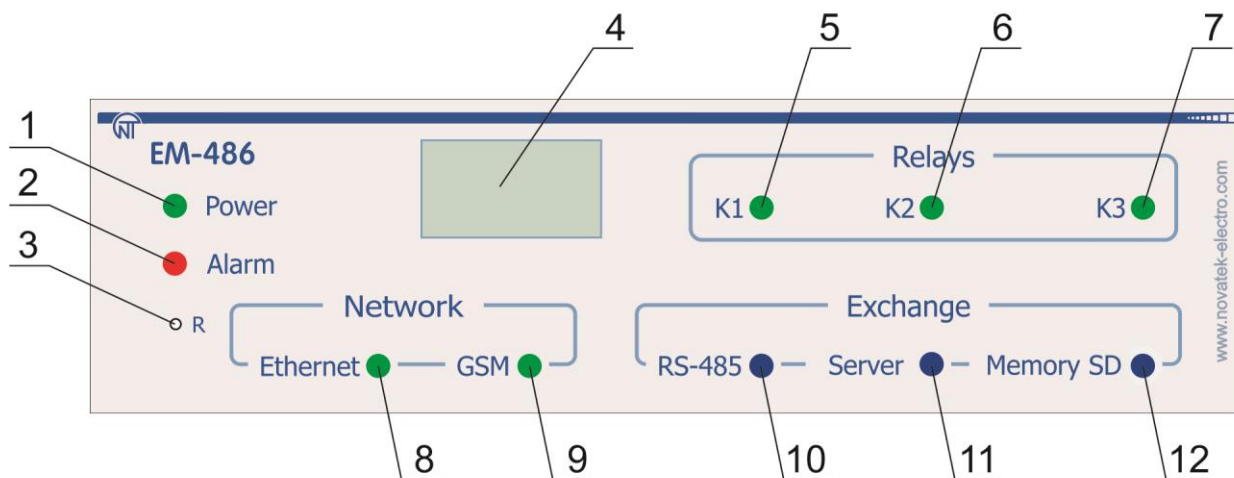 4 5 6 7
1
2
3
NT
EM-486
Power
Alarm
R
Relays
K1 K2 K3
Network
Ethernet GSM
Exchange
RS-485 Server Memory SD
www.novatek-electro.com
8 9 10 11 12